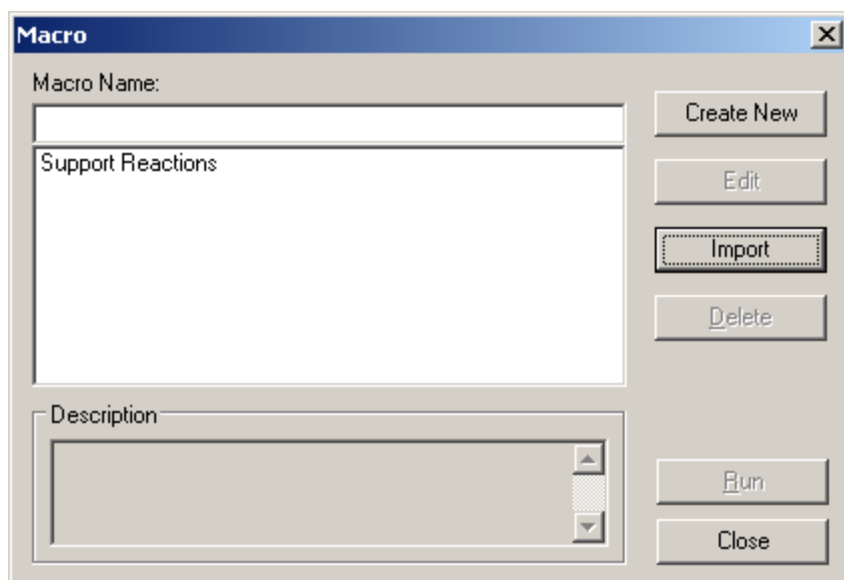 Macro
Macro Name:
Create New
Support Reactions
Edit
Import
Delete
Description
Run
Close